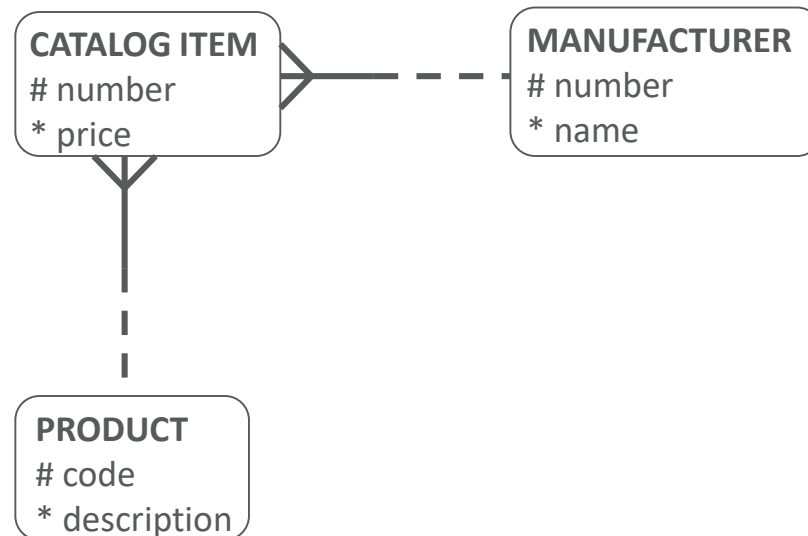 CATALOG ITEM
# number
* price
MANUFACTURER
# number
* name
PRODUCT
# code
* description